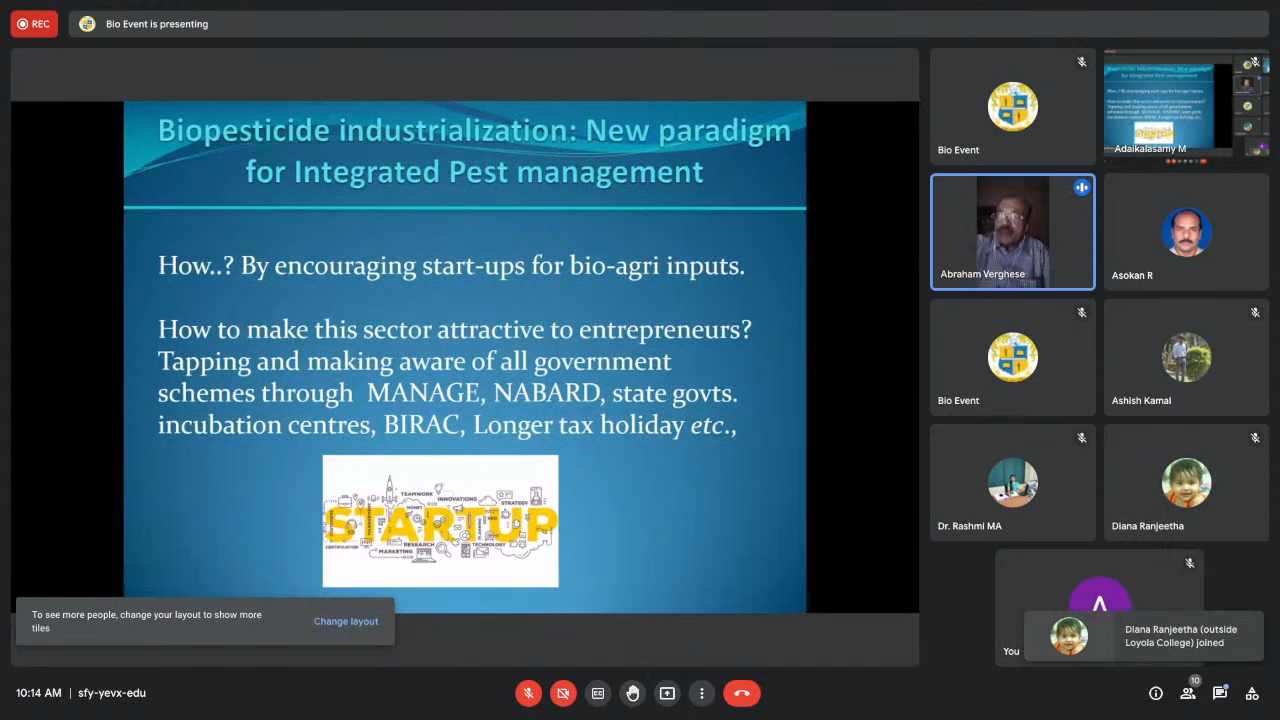 REC
Bio Event is presenting
Biopesticide industrialization: New paradigm
for Integrated Pest management
How..? By encouraging start-ups for bio-agri inputs.
How to make this sector attractive to entrepreneurs?
Tapping and making aware of all government
schemes through MANAGE, NABARD, state govts.
incubation centres, BIRAC, Longer tax holiday etc.,
TEAMWORK
INNOVATIONS
STRATEGY
MONEY
STARTUP
CERTIFICATION
RESEARCH
MARKETING
TECHNOLOGY
PLANNING
Bio Event
Adaikalasamy M
Abraham Verghese
Asokan R
Bio Event
Ashish Kamal
Dr. Rashmi MA
Diana Ranjeetha
A
You
To see more people, change your layout to show more
tiles
Change layout
Diana Ranjeetha (outside
Loyola College) joined
10:14 AM | sfy-yevx-edu
10